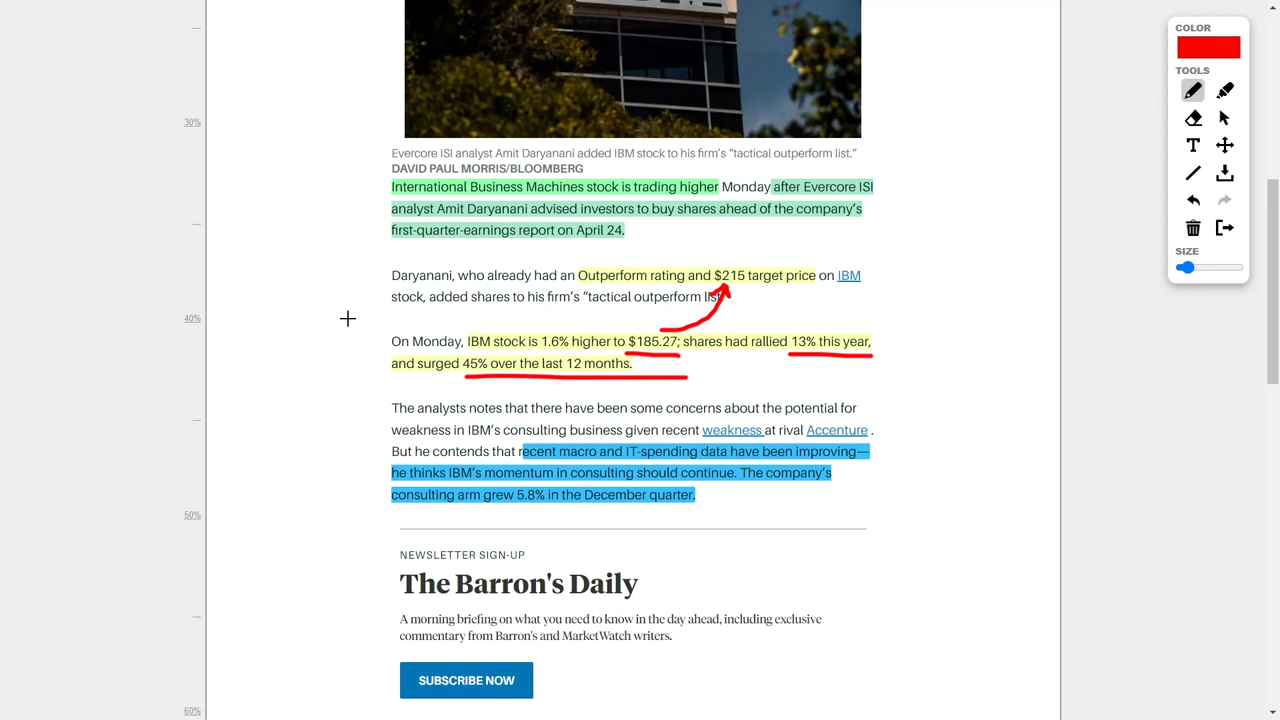 COLOR
TOOLS
T
SIZE
30%
40%
50%
60%
Evercore ISI analyst Amit Daryanani added IBM stock to his firm’s “tactical outperform list.”
DAVID PAUL MORRIS/BLOOMBERG
International Business Machines stock is trading higher Monday after Evercore ISI
analyst Amit Daryanani advised investors to buy shares ahead of the company’s
first-quarter-earnings report on April 24.
Daryanani, who already had an Outperform rating and $215 target price on IBM
stock, added shares to his firm’s “tactical outperform
On Monday, IBM stock is 1.6% higher to $185.27; shares had rallied 13% this year,
and surged 45% over the last 12 months.
The analysts notes that there have been some concerns about the potential for
weakness in IBM’s consulting business given recent weakness at rival Accenture .
But he contends that recent macro and IT-spending data have been improving—
he thinks IBM’s momentum in consulting should continue. The company’s
consulting arm grew 5.8% in the December quarter.
NEWSLETTER SIGN-UP
The Barron's Daily
A morning briefing on what you need to know in the day ahead, including exclusive
commentary from Barron's and MarketWatch writers.
SUBSCRIBE NOW